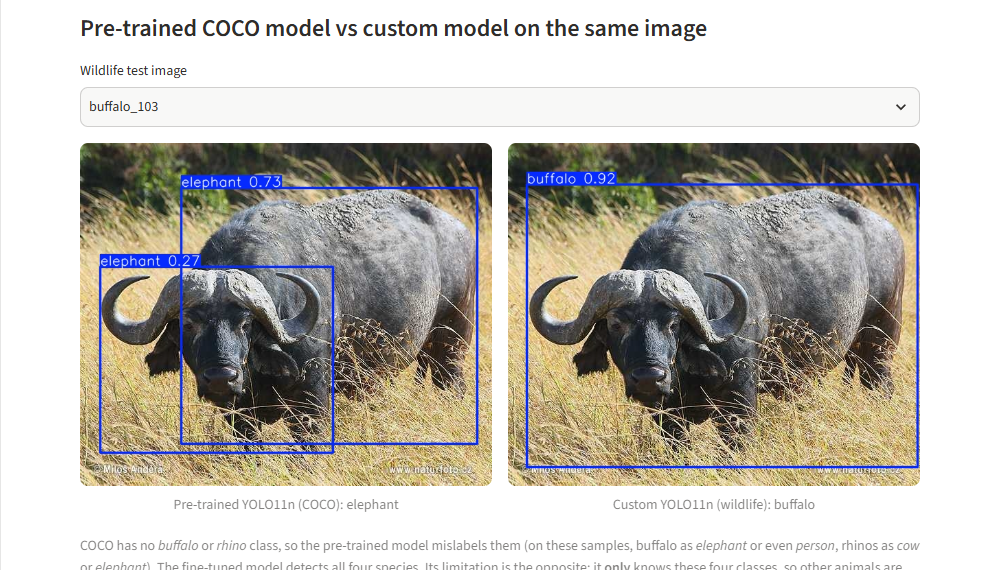 Pre-trained COCO model vs custom model on the same image
Wildlife test image
buffalo_103
elephant 0.73
elephant 0.27
buffalo 0.92
© Milos Andera
www.naturfoto.cz
© Milos Andera
www.naturfoto.cz
Pre-trained YOLO11n (COCO): elephant
Custom YOLO11n (wildlife): buffalo
COCO has no buffalo or rhino class, so the pre-trained model mislabels them (on these samples, buffalo as elephant or even person, rhinos as cow
or elephant). The fine-tuned model detects all four species. Its limitation is the opposite: it only knows these four classes, so other animals are